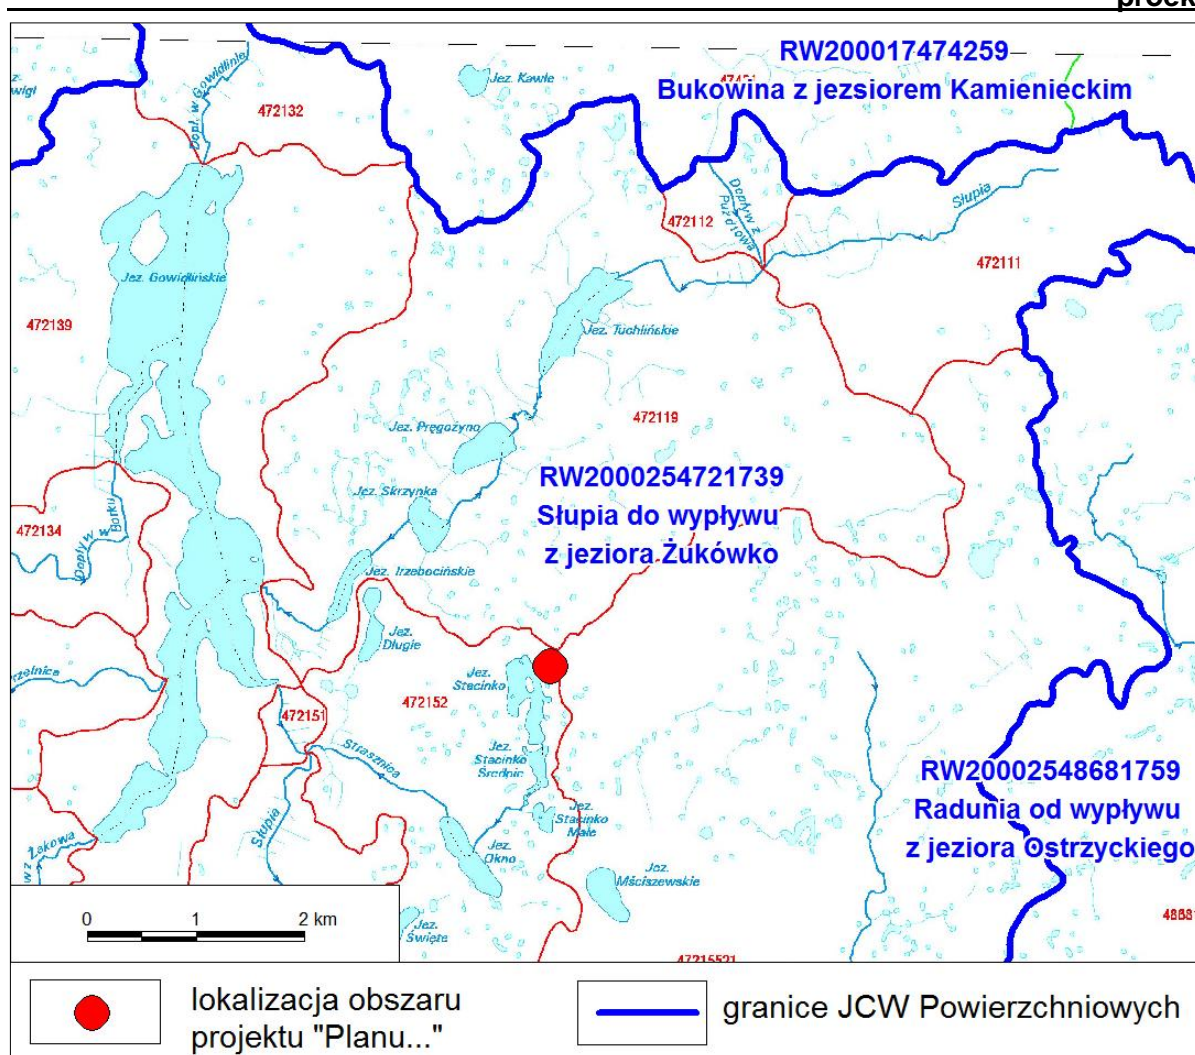 RW200017474259
Bukowina z jezsiorem Kamienieckim
Jez. Kawle
Dopł. w Gowidlinie
472132
472112
Dopływ z
Puzdrowa
Słupia
472111
Jez. Gowidlińskie
472139
Jez. Tuchlińskie
472119
Jez. Pręgożyno
RW2000254721739
Słupia do wypływu
z jeziora Żukówko
Jez. Skrzynka
472134
Dopływ w Borku
Jez. Trzebocińskie
Jez.
Długie
Jez.
Stacinko
472152
472151
Strasznica
Jez.
Stacinko
Średnie
Słupia
Jez.
Stacinko
Małe
Jez.
Okno
Jez.
Mściszewskie
RW20002548681759
Radunia od wypływu
z jeziora Ostrzyckiego
z Łękowa
Jez.
Święte
47215521
0 1 2 km
lokalizacja obszaru
projektu "Planu..."
granice JCW Powierzchniowych